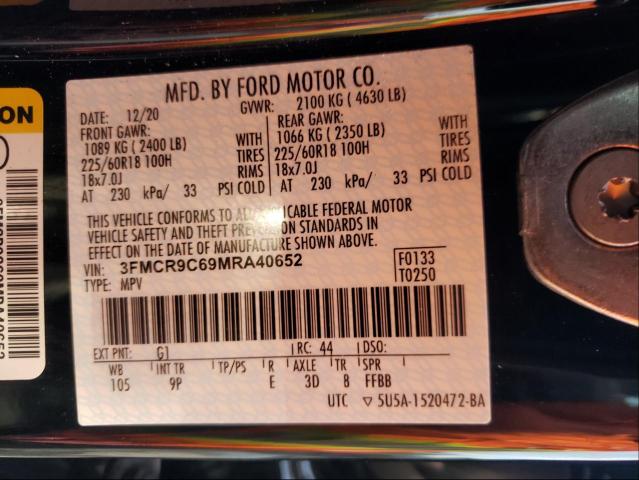 MFD. BY FORD MOTOR CO.
DATE: 12/20 GVWR: 2100 KG ( 4630 LB)
FRONT GAWR: REAR GAWR:
1089 KG ( 2400 LB) WITH 1066 KG ( 2350 LB) WITH
225/60R18 100H TIRES 225/60R18 100H TIRES
18x7.0J RIMS 18x7.0J RIMS
AT 230 kPa/ 33 PSI COLD AT 230 kPa/ 33 PSI COLD
THIS VEHICLE CONFORMS TO ALL APPLICABLE FEDERAL MOTOR
VEHICLE SAFETY AND THEFT PREVENTION STANDARDS IN
EFFECT ON THE DATE OF MANUFACTURE SHOWN ABOVE.
VIN: 3FMCR9C69MRA40652 F0133
TYPE: MPV T0250
EXT PNT: G1 RC: 44 DSO:
WB INT TR TP/PS R AXLE TR SPR
105 9P E 3D 8 FFBB
UTC ▽ 5U5A-1520472-BA
ON